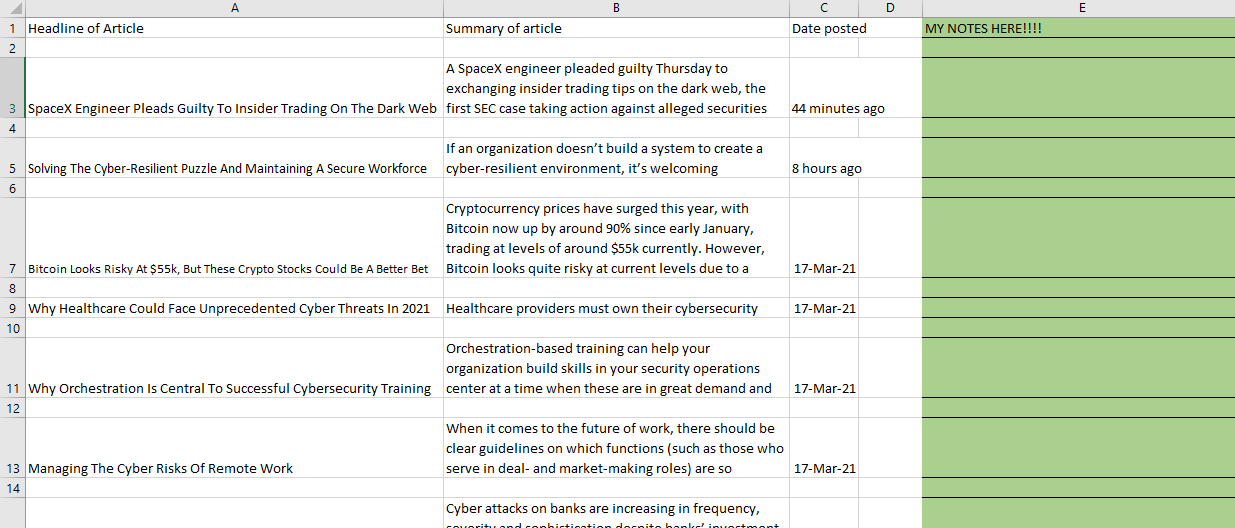 A B C D E
1 Headline of Article Summary of article Date posted MY NOTES HERE!!!!
2
A SpaceX engineer pleaded guilty Thursday to
exchanging insider trading tips on the dark web, the
3 SpaceX Engineer Pleads Guilty To Insider Trading On The Dark Web first SEC case taking action against alleged securities 44 minutes ago
4
If an organization doesn’t build a system to create a
5 Solving The Cyber-Resilient Puzzle And Maintaining A Secure Workforce cyber-resilient environment, it’s welcoming 8 hours ago
6
Cryptocurrency prices have surged this year, with
Bitcoin now up by around 90% since early January,
trading at levels of around $55k currently. However,
7 Bitcoin Looks Risky At $55k, But These Crypto Stocks Could Be A Better Bet Bitcoin looks quite risky at current levels due to a 17-Mar-21
8
9 Why Healthcare Could Face Unprecedented Cyber Threats In 2021 Healthcare providers must own their cybersecurity 17-Mar-21
10
Orchestration-based training can help your
organization build skills in your security operations
11 Why Orchestration Is Central To Successful Cybersecurity Training center at a time when these are in great demand and 17-Mar-21
12
When it comes to the future of work, there should be
clear guidelines on which functions (such as those who
13 Managing The Cyber Risks Of Remote Work serve in deal- and market-making roles) are so 17-Mar-21
14
Cyber attacks on banks are increasing in frequency,
severity and sophistication despite banks’ investment